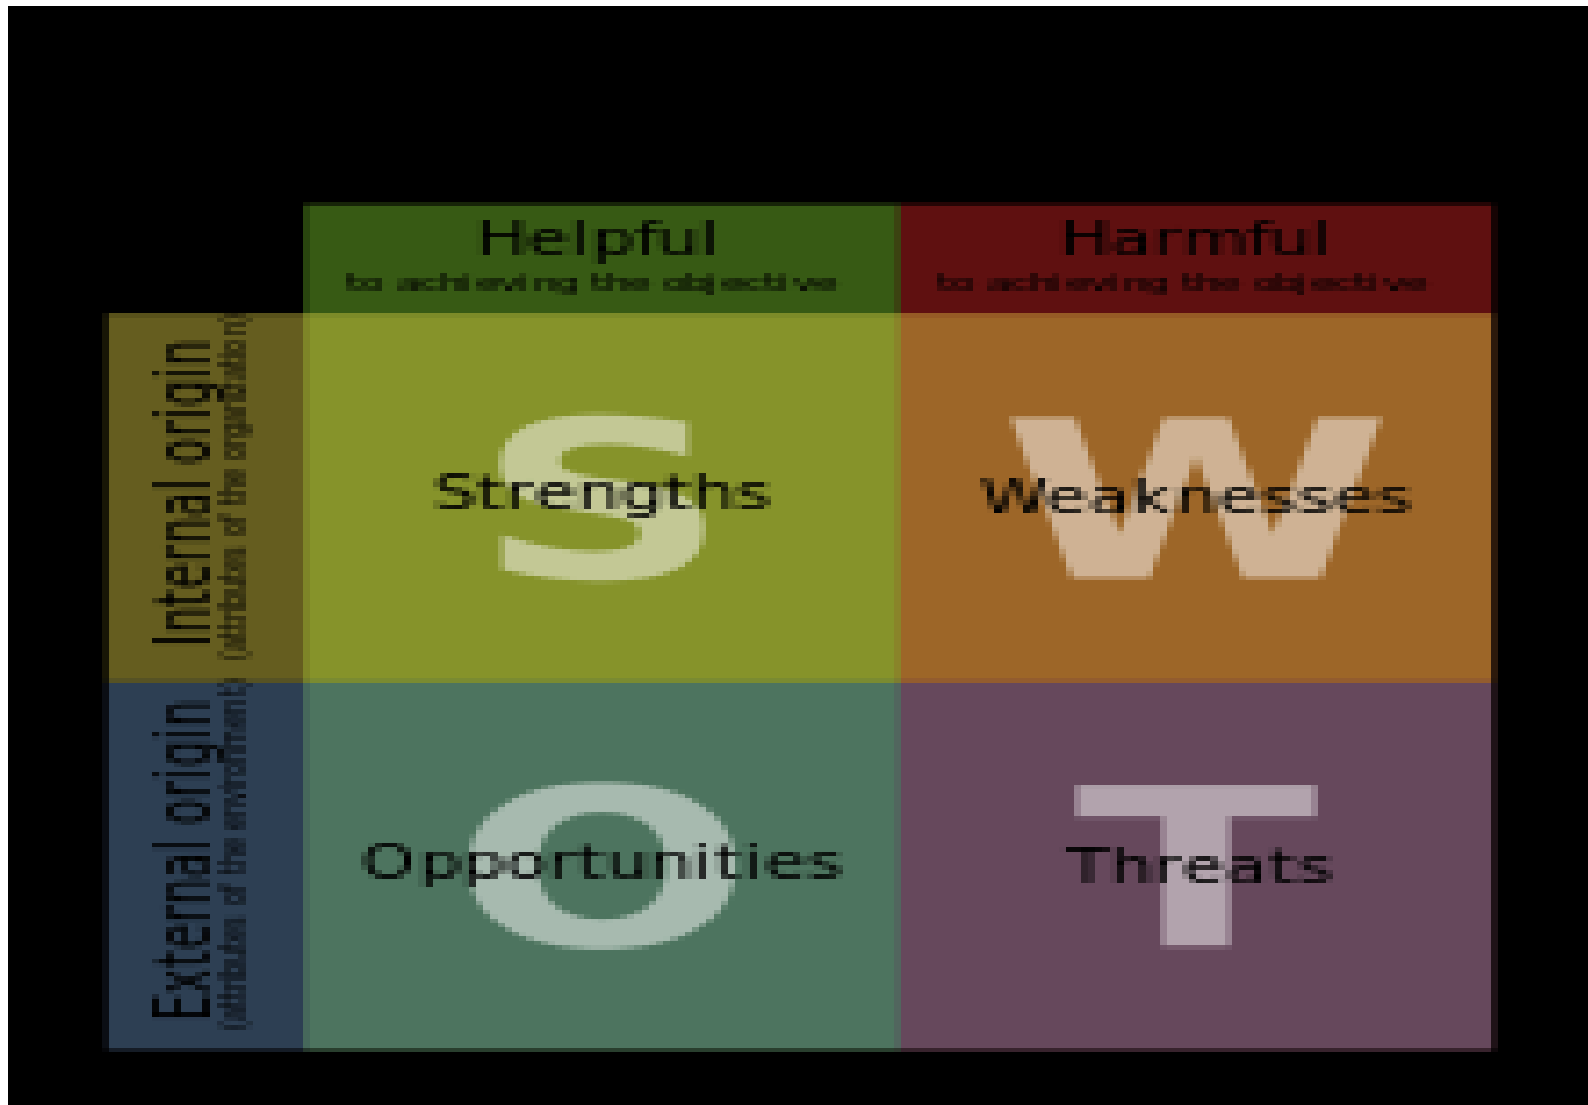 Helpful
to achieving the objective
Harmful
to achieving the objective
Internal origin
(attributes of the organization)
S
Strengths
W
Weaknesses
External origin
(attributes of the environment)
O
Opportunities
T
Threats